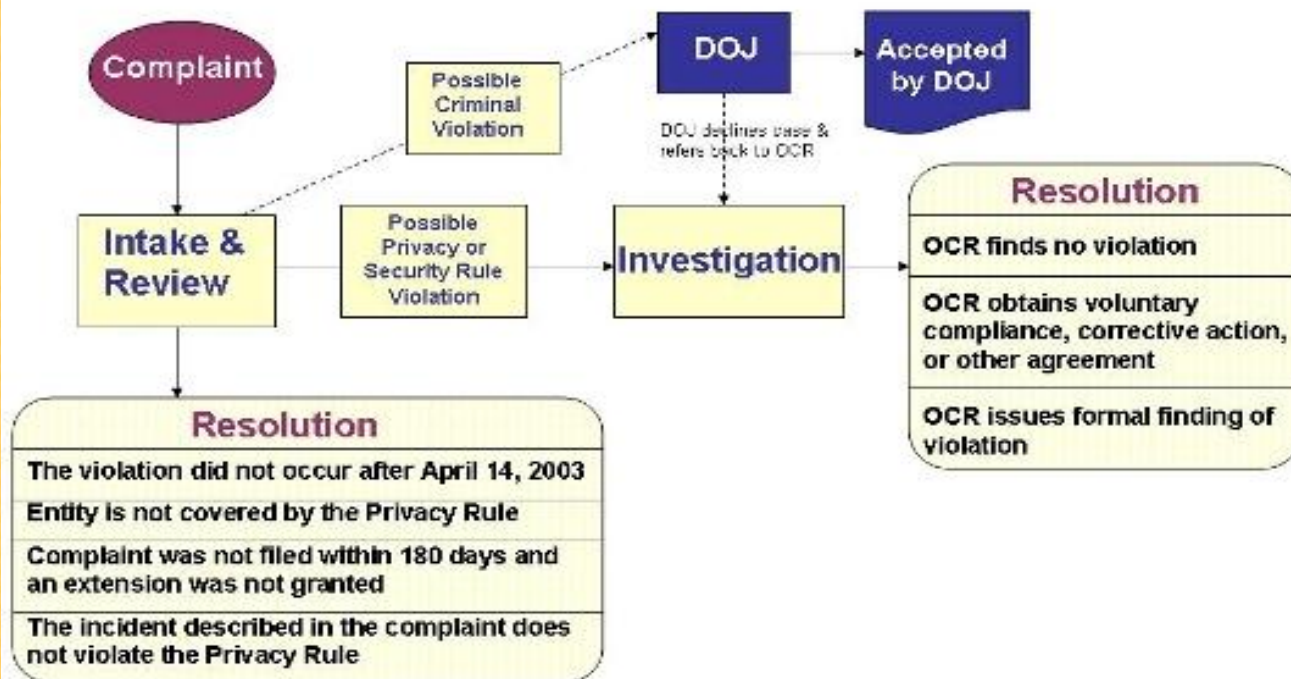 Complaint
Possible
Criminal
Violation
DOJ
Accepted
by DOJ
DOJ declines case &
refers back to OCR
Intake &
Review
Possible
Privacy or
Security Rule
Violation
Investigation
Resolution
OCR finds no violation
OCR obtains voluntary
compliance, corrective action,
or other agreement
OCR issues formal finding of
violation
Resolution
The violation did not occur after April 14, 2003
Entity is not covered by the Privacy Rule
Complaint was not filed within 180 days and
an extension was not granted
The incident described in the complaint does
not violate the Privacy Rule